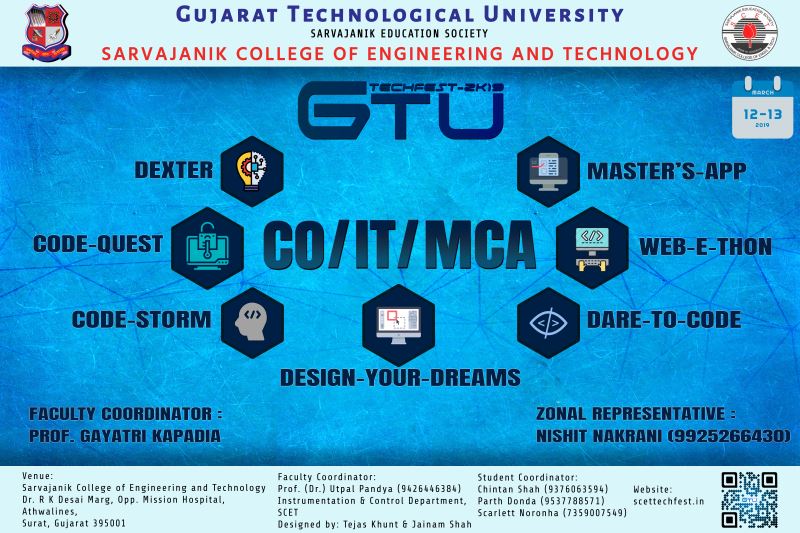 GUJARAT TECHNOLOGICAL UNIVERSITY
SARVAJANIK EDUCATION SOCIETY
SARVAJANIK COLLEGE OF ENGINEERING AND TECHNOLOGY
TECHFEST-2K19
GTU
MARCH
12-13
2019
DEXTER
MASTER'S-APP
CODE-QUEST
CO/IT/MCA
WEB-E-THON
CODE-STORM
DARE-TO-CODE
DESIGN-YOUR-DREAMS
FACULTY COORDINATOR :
PROF. GAYATRI KAPADIA
ZONAL REPRESENTATIVE :
NISHIT NAKRANI (9925266430)
Venue:
Sarvajanik College of Engineering and Technology
Dr. R K Desai Marg, Opp. Mission Hospital,
Athwalines,
Surat, Gujarat 395001
Faculty Coordinator:
Prof. (Dr.) Utpal Pandya (9426446384)
Instrumentation & Control Department,
SCET
Designed by: Tejas Khunt & Jainam Shah
Student Coordinator:
Chintan Shah (9376063594)
Parth Donda (9537788571)
Scarlett Noronha (7359007549)
Website:
scettechfest.in
GTU